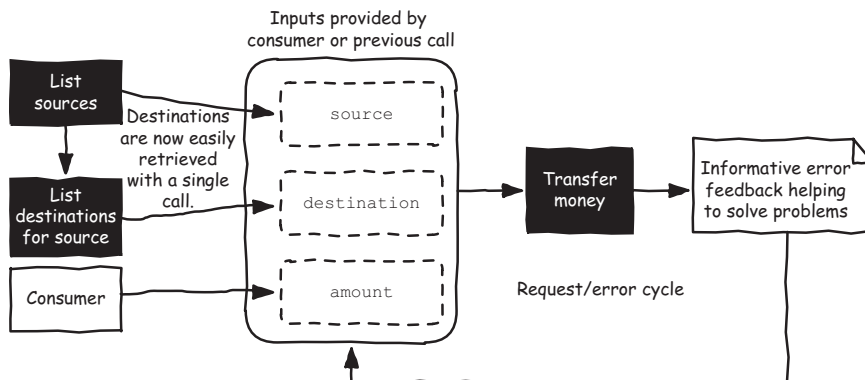 Inputs provided by
consumer or previous call
List
sources
Destinations
are now easily
retrieved
with a single
call.
List
destinations
for source
Consumer
source
destination
amount
Transfer
money
Informative error
feedback helping
to solve problems
Request/error cycle